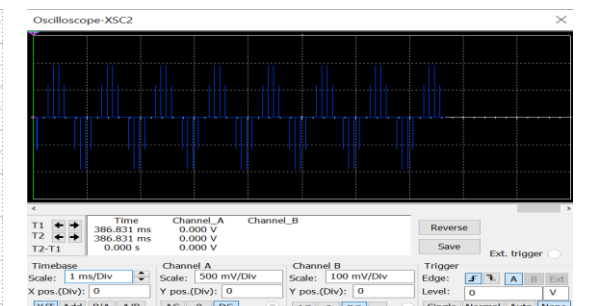 Oscilloscope-XSC2
Time Channel_A Channel_B
T1 386.831 ms 0.000 V
T2 386.831 ms 0.000 V
T2-T1 0.000 s 0.000 V
Reverse
Save
Ext. trigger
Timebase
Scale: 1 ms/Div
X pos.(Div): 0
Y/T Add B/A A/B
Channel A
Scale: 500 mV/Div
Y pos.(Div): 0
AC 0 DC
Channel B
Scale: 100 mV/Div
Y pos.(Div): 0
Trigger
Edge: A B Ext
Level: 0 V
Single Normal Auto None